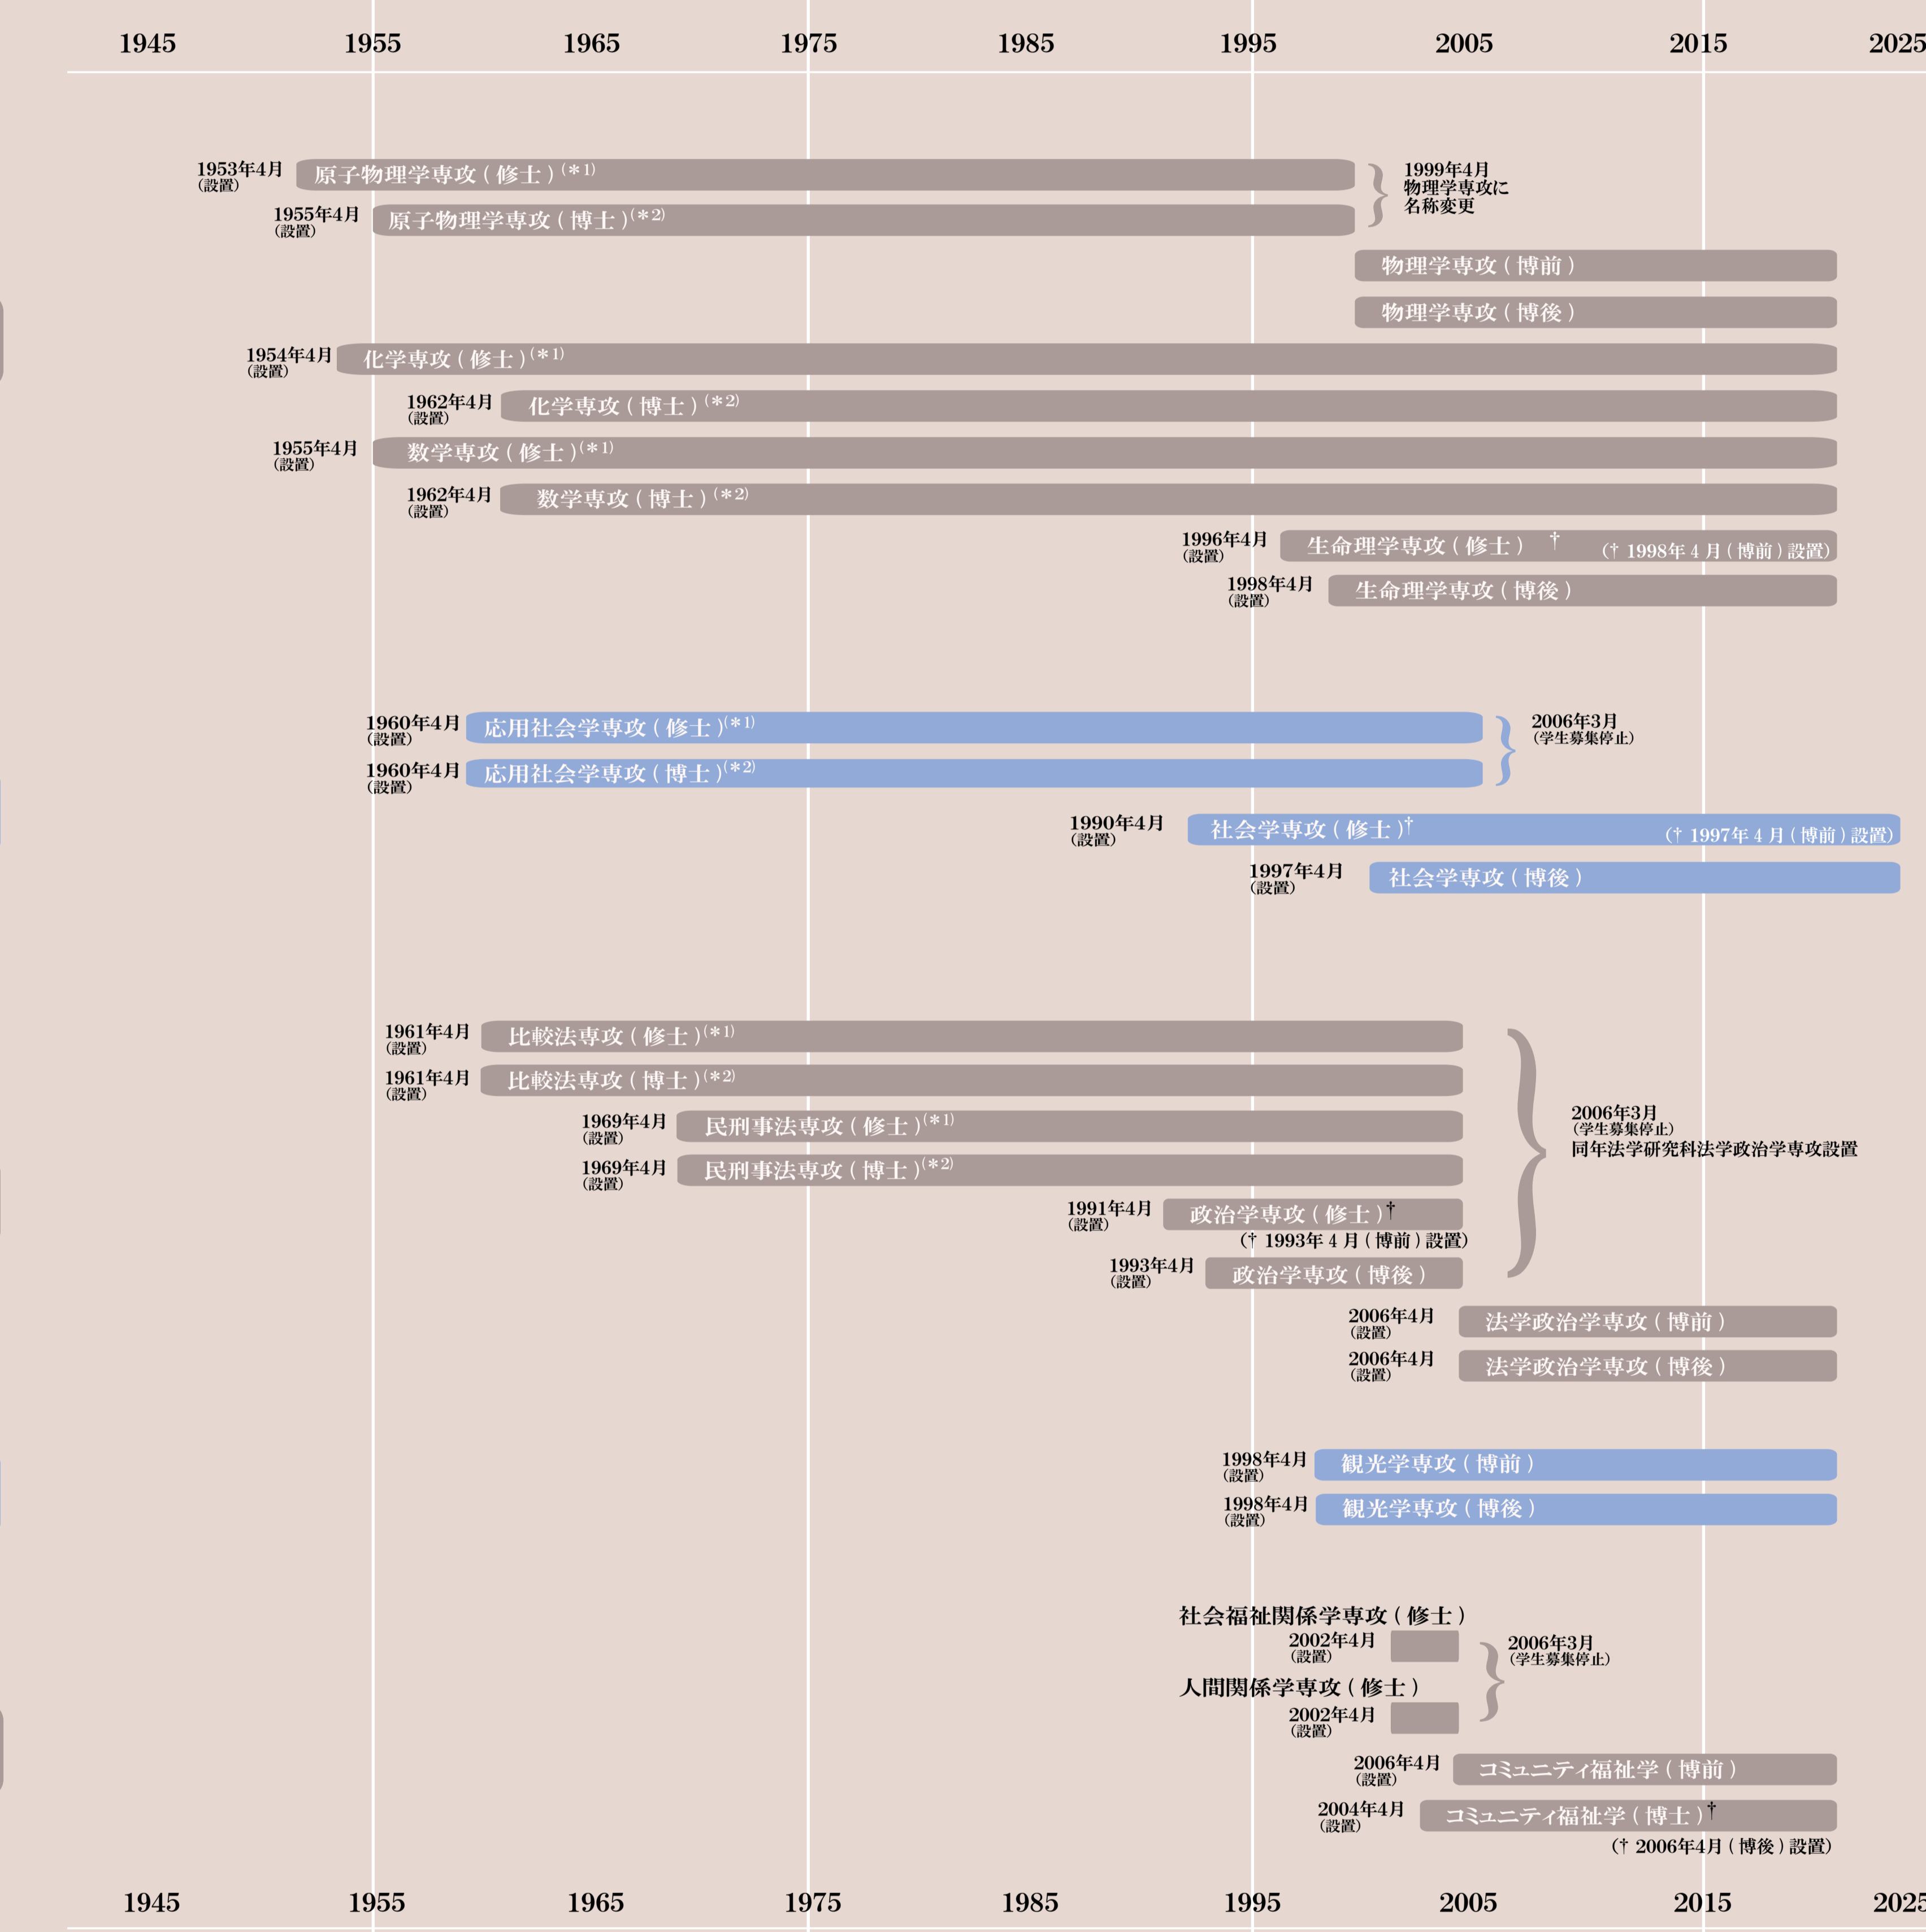 1945 1955 1965 1975 1985 1995 2005 2015 2025
1953年4月
(設置)
原子物理学専攻(修士)(＊1)
1999年4月
物理学専攻に
名称変更
1955年4月
(設置)
原子物理学専攻(博士)(＊2)
物理学専攻(博前)
物理学専攻(博後)
1954年4月
(設置)
化学専攻(修士)(＊1)
1962年4月
(設置)
化学専攻(博士)(＊2)
1955年4月
(設置)
数学専攻(修士)(＊1)
1962年4月
(設置)
数学専攻(博士)(＊2)
1996年4月
(設置)
生命理学専攻(修士) † († 1998年4月(博前)設置)
1998年4月
(設置)
生命理学専攻(博後)
1960年4月
(設置)
応用社会学専攻(修士)(＊1)
2006年3月
(学生募集停止)
1960年4月
(設置)
応用社会学専攻(博士)(＊2)
1990年4月
(設置)
社会学専攻(修士)† († 1997年4月(博前)設置)
1997年4月
(設置)
社会学専攻(博後)
1961年4月
(設置)
比較法専攻(修士)(＊1)
1961年4月
(設置)
比較法専攻(博士)(＊2)
1969年4月
(設置)
民刑事法専攻(修士)(＊1)
2006年3月
(学生募集停止)
同年法学研究科法学政治学専攻設置
1969年4月
(設置)
民刑事法専攻(博士)(＊2)
1991年4月
(設置)
政治学専攻(修士)†
(† 1993年4月(博前)設置)
1993年4月
(設置)
政治学専攻(博後)
2006年4月
(設置)
法学政治学専攻(博前)
2006年4月
(設置)
法学政治学専攻(博後)
1998年4月
(設置)
観光学専攻(博前)
1998年4月
(設置)
観光学専攻(博後)
社会福祉関係学専攻(修士)
2002年4月
(設置)
2006年3月
(学生募集停止)
人間関係学専攻(修士)
2002年4月
(設置)
2006年4月
(設置)
コミュニティ福祉学(博前)
2004年4月
(設置)
コミュニティ福祉学(博士)†
(† 2006年4月(博後)設置)
1945 1955 1965 1975 1985 1995 2005 2015 2025